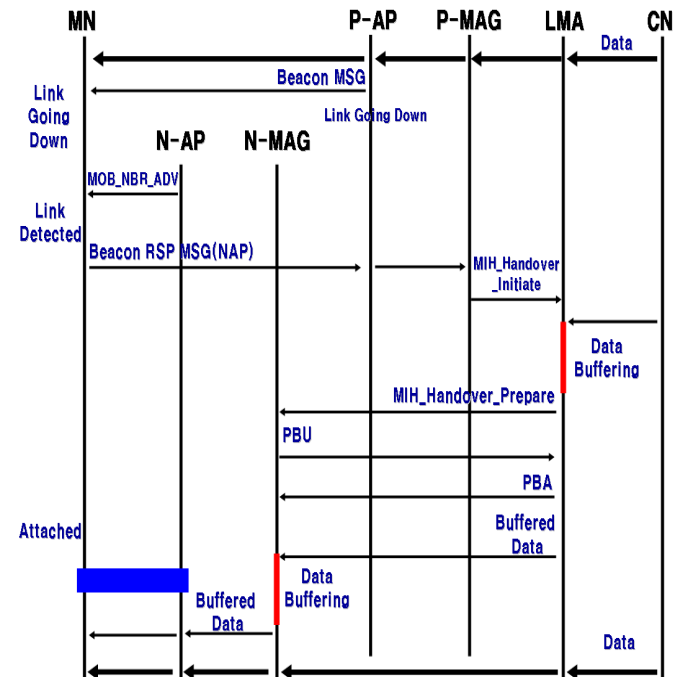 MN P-AP P-MAG LMA CN
Data
Beacon MSG
Link
Going
Down
Link Going Down
N-AP N-MAG
MOB_NBR_ADV
Link
Detected
Beacon RSP MSG(NAP)
MIH_Handover
_Initiate
Data
Buffering
MIH_Handover_Prepare
PBU
PBA
Attached
Buffered
Data
Data
Buffering
Buffered
Data
Data